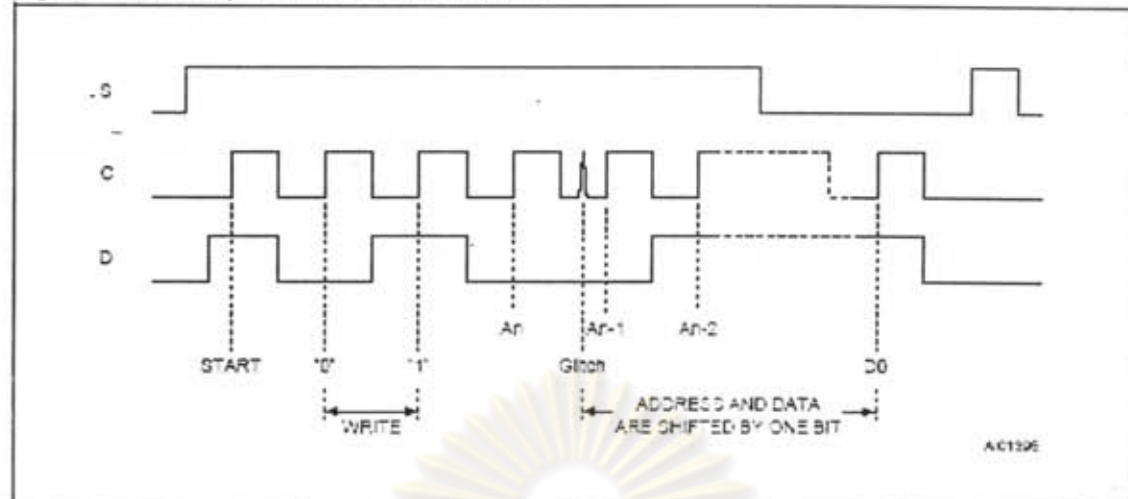 S
C
D
An
An-1
An-2
START
"0"
"1"
Glitch
D0
WRITE
ADDRESS AND DATA
ARE SHIFTED BY ONE BIT
AI01395